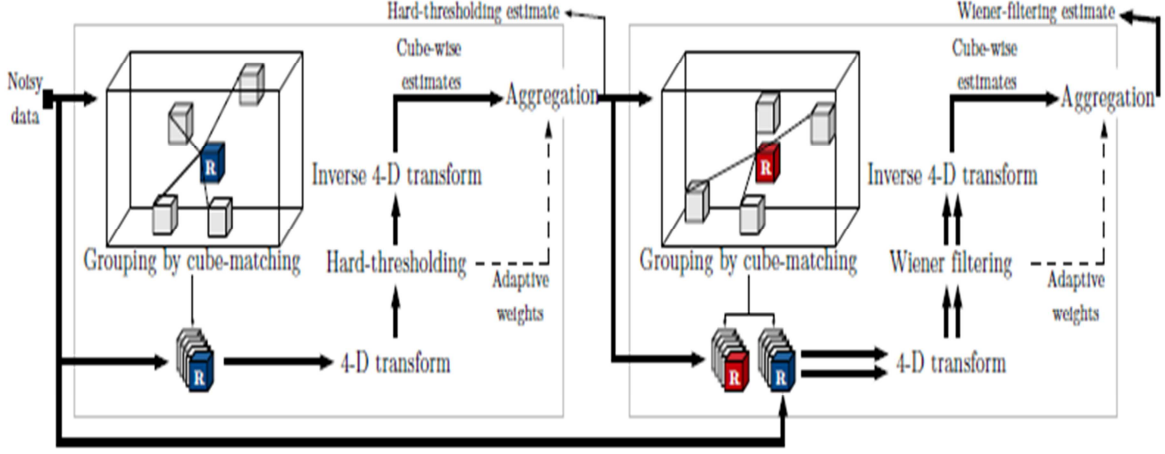 Hard-thresholding estimate
Wiener-filtering estimate
Noisy
data
Cube-wise
estimates
Aggregation
R
Inverse 4-D transform
Grouping by cube-matching
Hard-thresholding
Adaptive
weights
R
4-D transform
Cube-wise
estimates
Aggregation
R
Inverse 4-D transform
Grouping by cube-matching
Wiener filtering
Adaptive
weights
R
R
4-D transform